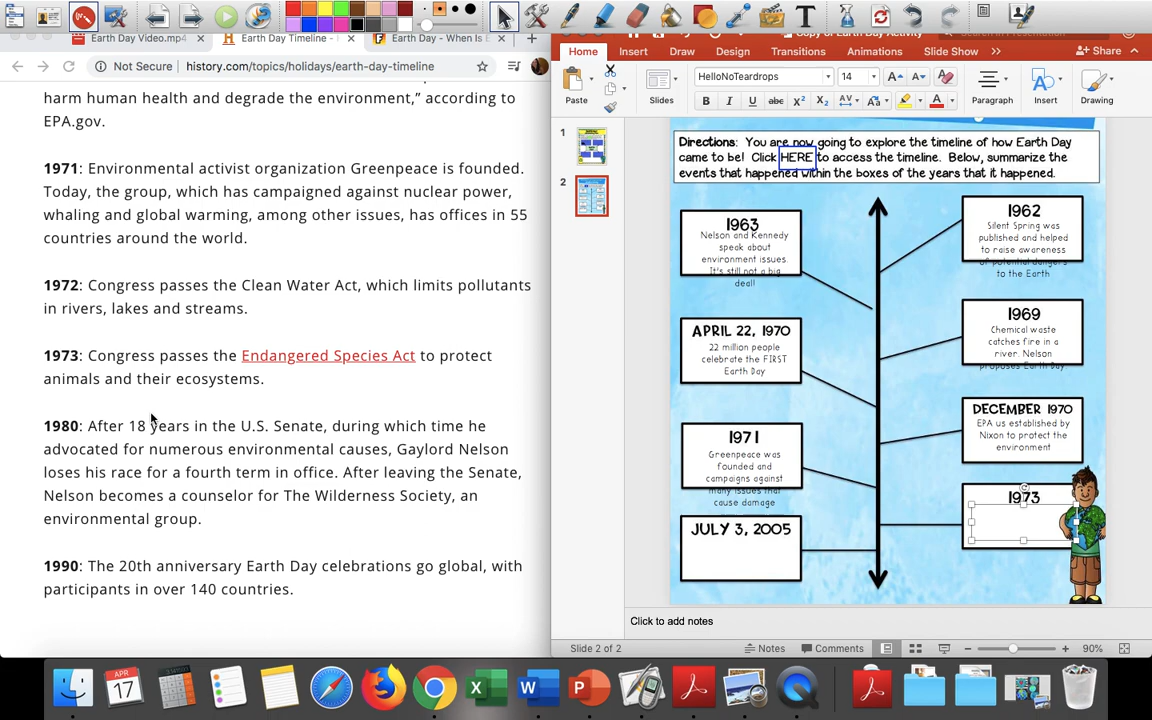 Earth Day Video.mp4
Earth Day Timeline -
Earth Day - When Is E
Not Secure | history.com/topics/holidays/earth-day-timeline
harm human health and degrade the environment,” according to
EPA.gov.
1971: Environmental activist organization Greenpeace is founded.
Today, the group, which has campaigned against nuclear power,
whaling and global warming, among other issues, has offices in 55
countries around the world.
1972: Congress passes the Clean Water Act, which limits pollutants
in rivers, lakes and streams.
1973: Congress passes the Endangered Species Act to protect
animals and their ecosystems.
1980: After 18 years in the U.S. Senate, during which time he
advocated for numerous environmental causes, Gaylord Nelson
loses his race for a fourth term in office. After leaving the Senate,
Nelson becomes a counselor for The Wilderness Society, an
environmental group.
1990: The 20th anniversary Earth Day celebrations go global, with
participants in over 140 countries.
Copy of Earth Day Activity
Home Insert Draw Design Transitions Animations Slide Show Share
HelloNoTeardrops 14
Paste Slides Paragraph Insert Drawing
B I U abc X² X₂ AV Aa A
1
2
Directions: You are now going to explore the timeline of how Earth Day
came to be! Click HERE to access the timeline. Below, summarize the
events that happened within the boxes of the years that it happened.
1963
Nelson and Kennedy
speak about
environment issues.
It's still not a big
deal!
1962
Silent Spring was
published and helped
to raise awareness
of potential dangers
to the Earth
APRIL 22, 1970
22 million people
celebrate the FIRST
Earth Day
1969
Chemical waste
catches fire in a
river. Nelson
proposes Earth Day.
DECEMBER 1970
EPA us established by
Nixon to protect the
environment
1971
Greenpeace was
founded and
campaigns against
many issues that
cause damage
1973
JULY 3, 2005
Click to add notes
Slide 2 of 2 Notes Comments 90%
APR
17